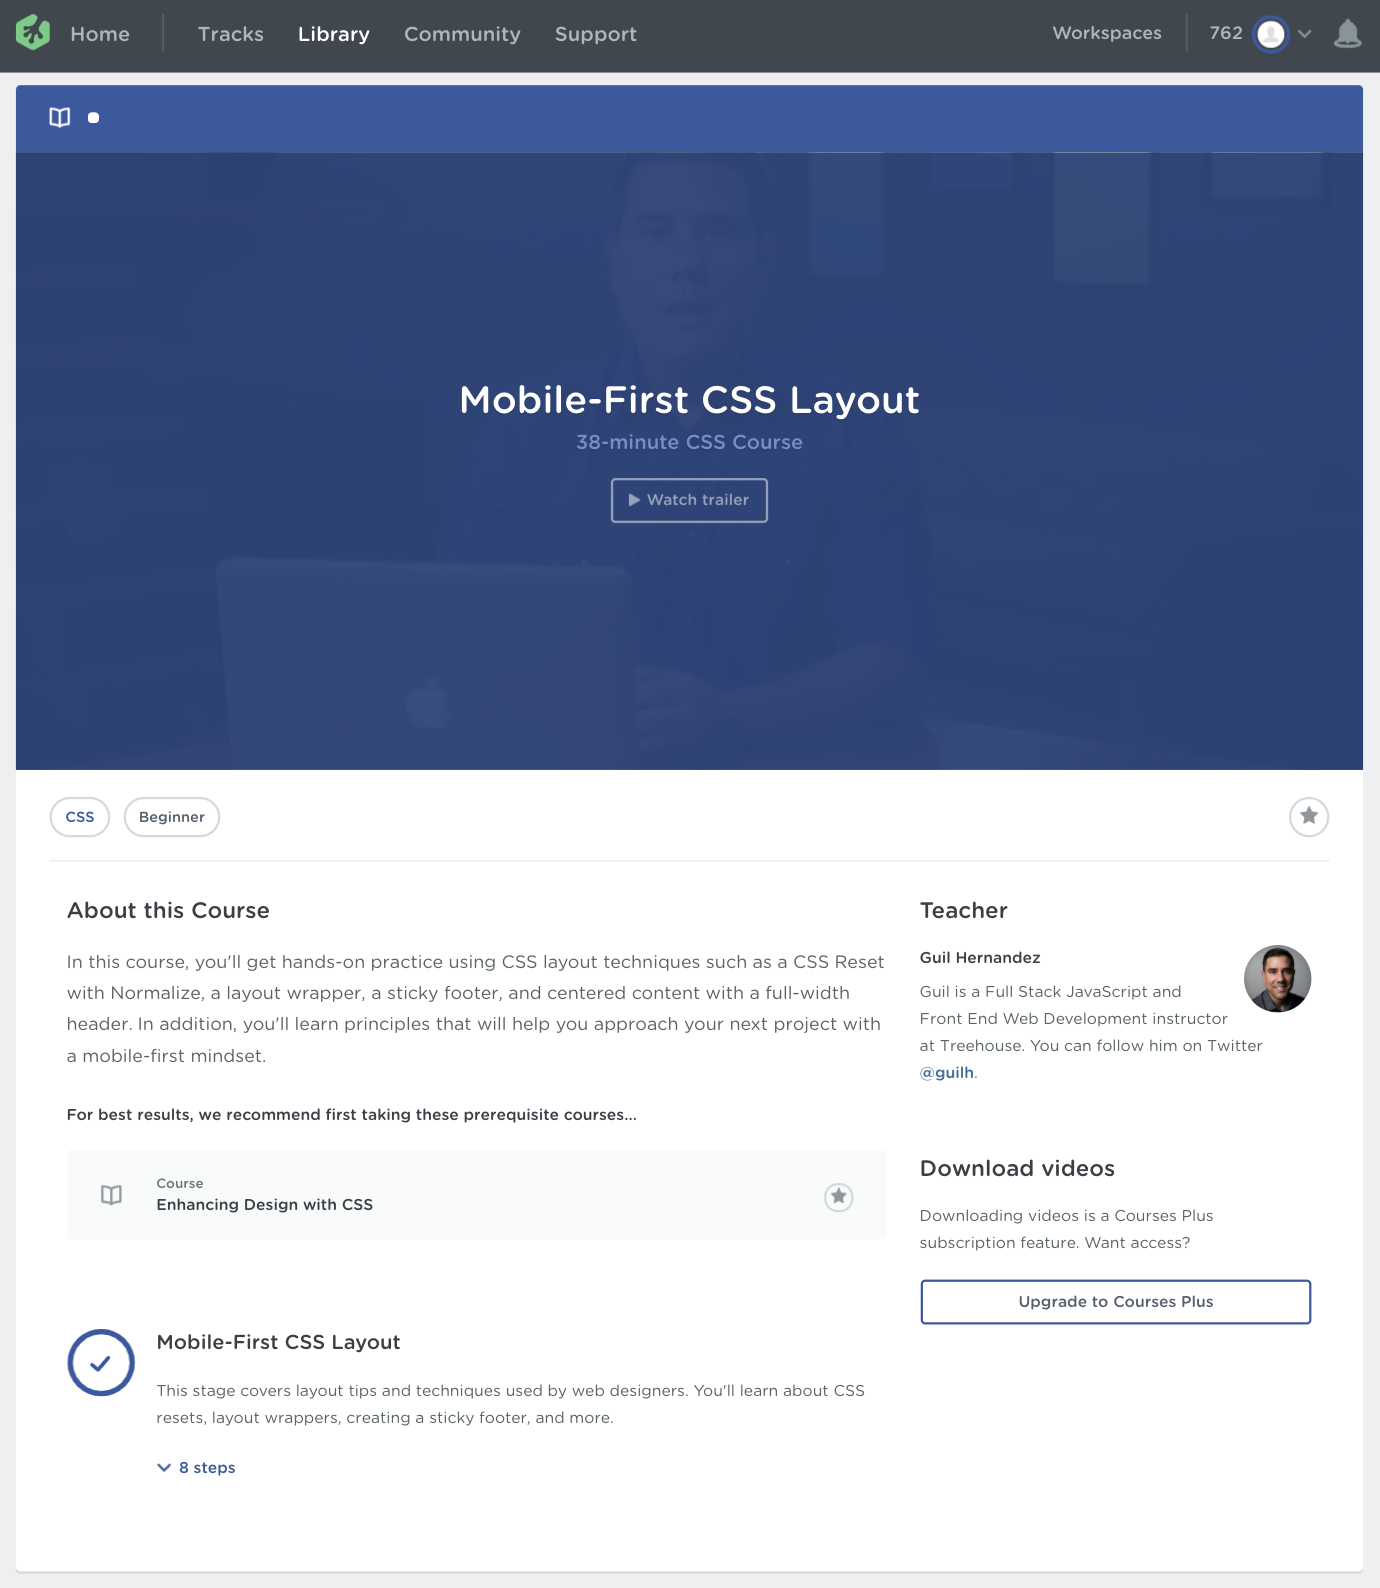 Home
Tracks
Library
Community
Support
Workspaces
762
Mobile-First CSS Layout
38-minute CSS Course
Watch trailer
CSS
Beginner
About this Course
In this course, you'll get hands-on practice using CSS layout techniques such as a CSS Reset
with Normalize, a layout wrapper, a sticky footer, and centered content with a full-width
header. In addition, you'll learn principles that will help you approach your next project with
a mobile-first mindset.
For best results, we recommend first taking these prerequisite courses...
Course
Enhancing Design with CSS
Mobile-First CSS Layout
This stage covers layout tips and techniques used by web designers. You'll learn about CSS
resets, layout wrappers, creating a sticky footer, and more.
8 steps
Teacher
Guil Hernandez
Guil is a Full Stack JavaScript and
Front End Web Development instructor
at Treehouse. You can follow him on Twitter
@guilh.
Download videos
Downloading videos is a Courses Plus
subscription feature. Want access?
Upgrade to Courses Plus